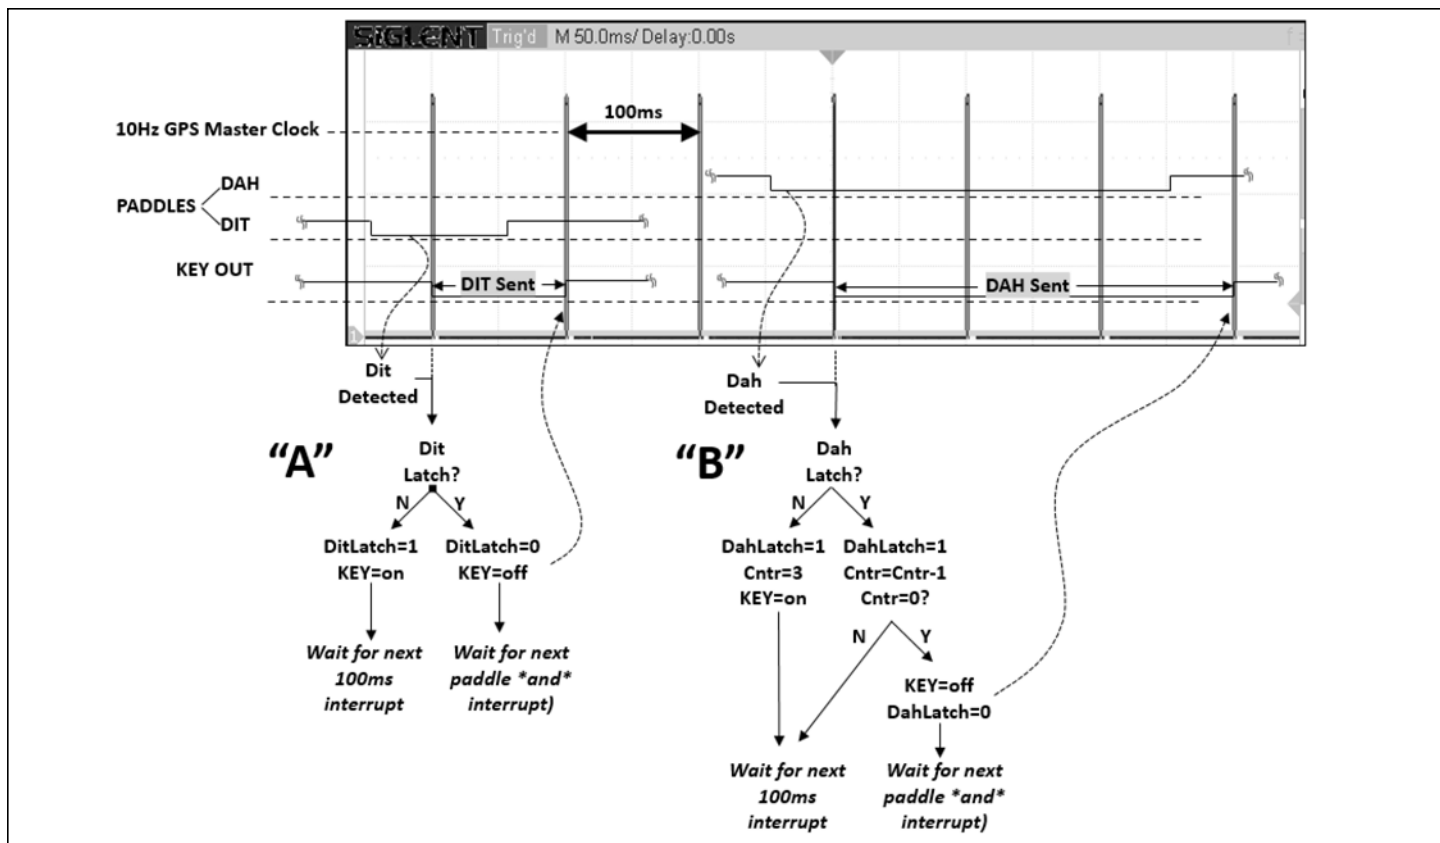 SIGLENT Trig'd M 50.0ms/ Delay:0.00s f
100ms
10Hz GPS Master Clock
DAH
PADDLES
DIT
KEY OUT
DIT Sent
DAH Sent
1
Dit
Detected
Dah
Detected
"A"
Dit
Latch?
N Y
DitLatch=1 DitLatch=0
KEY=on KEY=off
Wait for next Wait for next
100ms paddle *and*
interrupt interrupt)
"B"
Dah
Latch?
N Y
DahLatch=1 DahLatch=1
Cntr=3 Cntr=Cntr-1
KEY=on Cntr=0?
N Y
KEY=off
DahLatch=0
Wait for next Wait for next
100ms paddle *and*
interrupt interrupt)